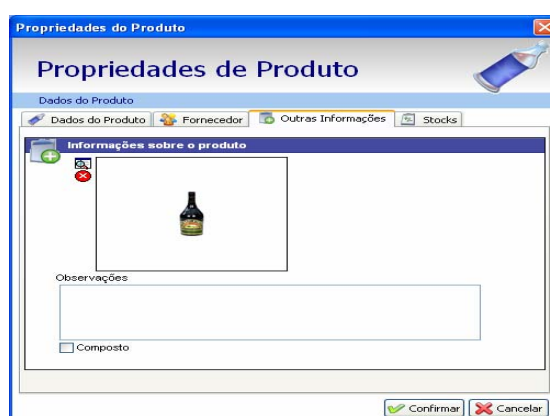 Propriedades do Produto
Propriedades de Produto
Dados do Produto
Dados do Produto Fornecedor Outras Informações Stocks
Informações sobre o produto
Observações
Composto
Confirmar Cancelar